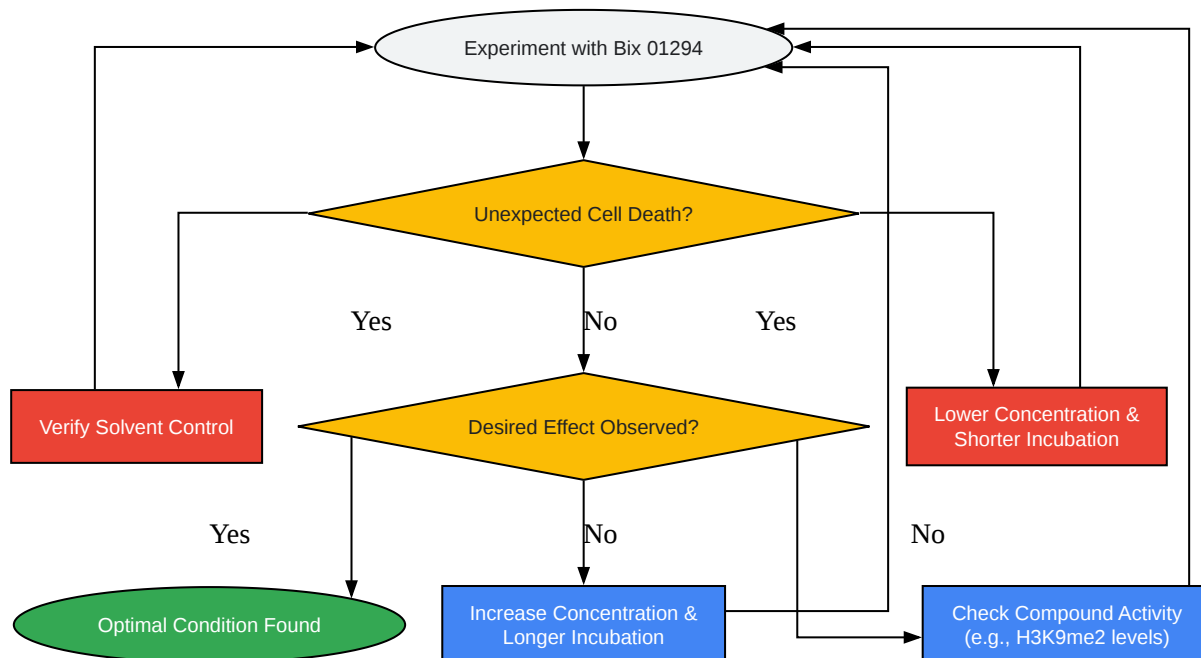 Experiment with Bix 01294
Unexpected Cell Death?
Yes
No
Yes
Verify Solvent Control
Desired Effect Observed?
Lower Concentration &
Shorter Incubation
Yes
No
No
Optimal Condition Found
Increase Concentration &
Longer Incubation
Check Compound Activity
(e.g., H3K9me2 levels)